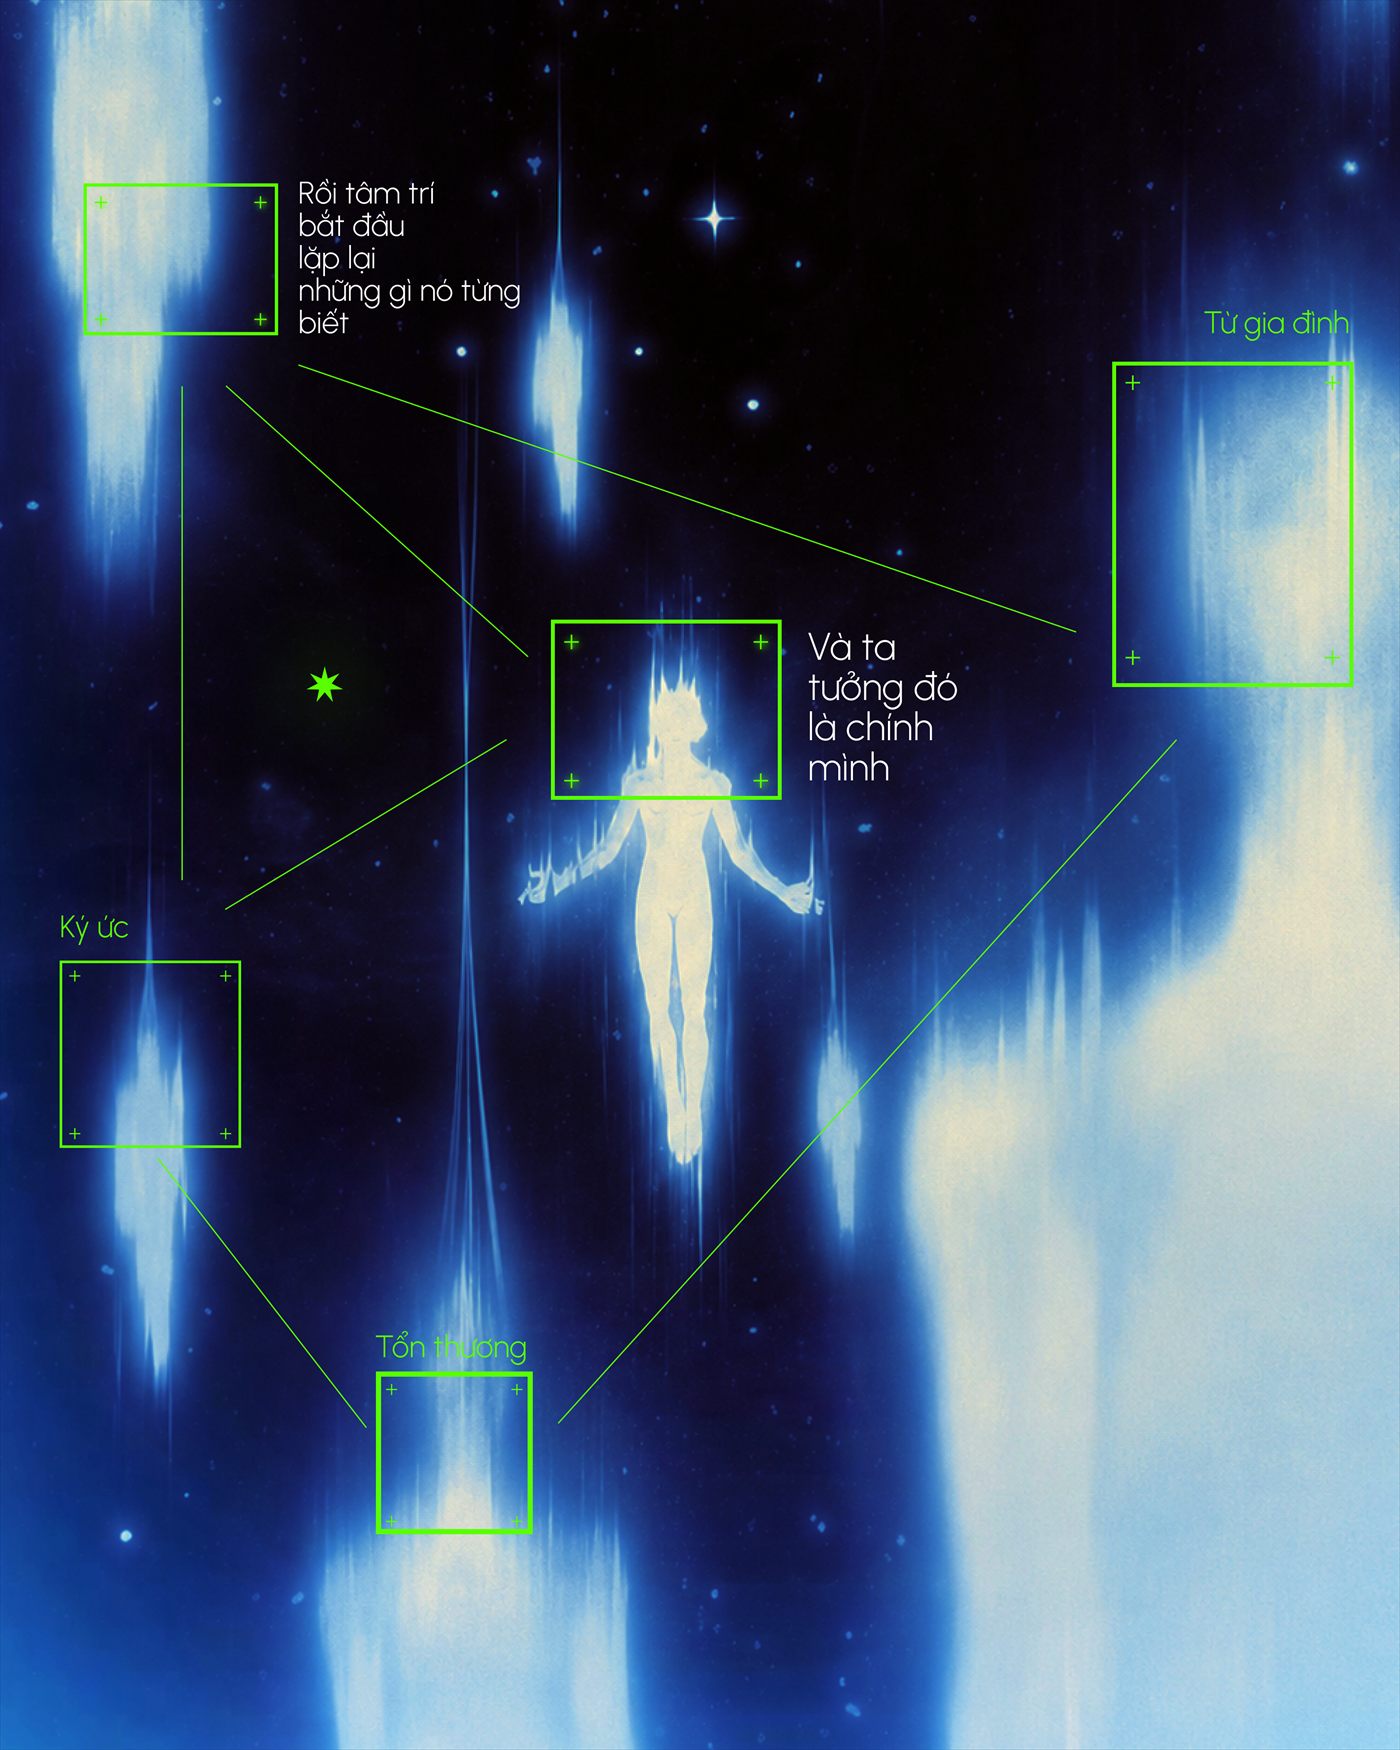 Rồi tâm trí
bắt đầu
lặp lại
những gì nó từng
biết
Từ gia đình
Và ta
tưởng đó
là chính
mình
Ký ức
Tổn thương